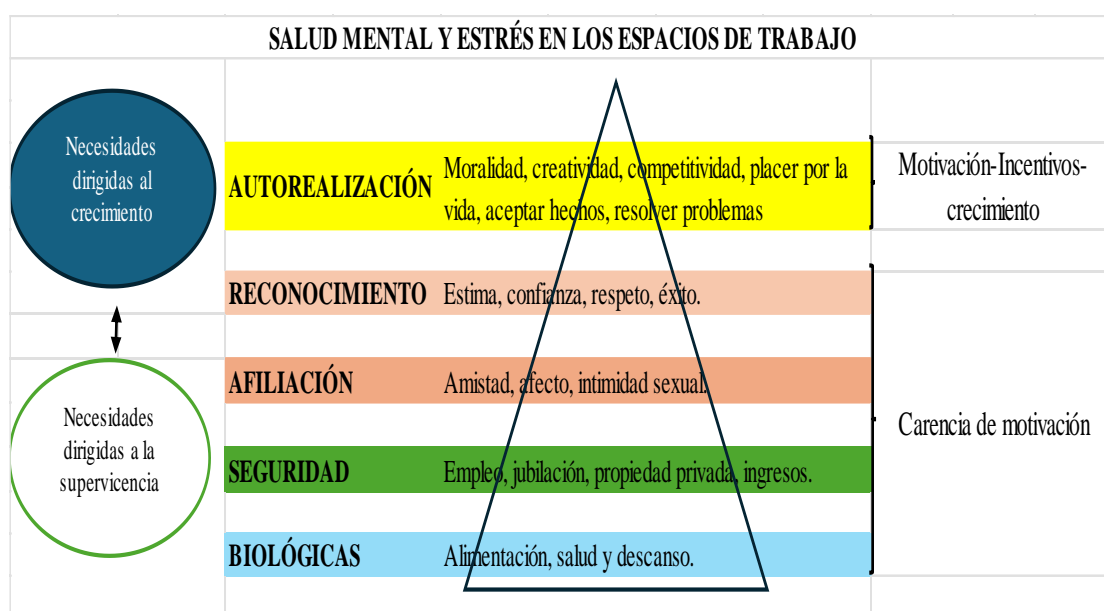 SALUD MENTAL Y ESTRÉS EN LOS ESPACIOS DE TRABAJO
Necesidades
dirigidas al
crecimiento
AUTOREALIZACIÓN
Moralidad, creatividad, competitividad, placer por la
vida, aceptar hechos, resolver problemas
Motivación-Incentivos-
crecimiento
RECONOCIMIENTO
Estima, confianza, respeto, éxito.
AFILIACIÓN
Amistad, afecto, intimidad sexual.
Necesidades
dirigidas a la
supervicencia
Carencia de motivación
SEGURIDAD
Empleo, jubilación, propiedad privada, ingresos.
BIOLÓGICAS
Alimentación, salud y descanso.